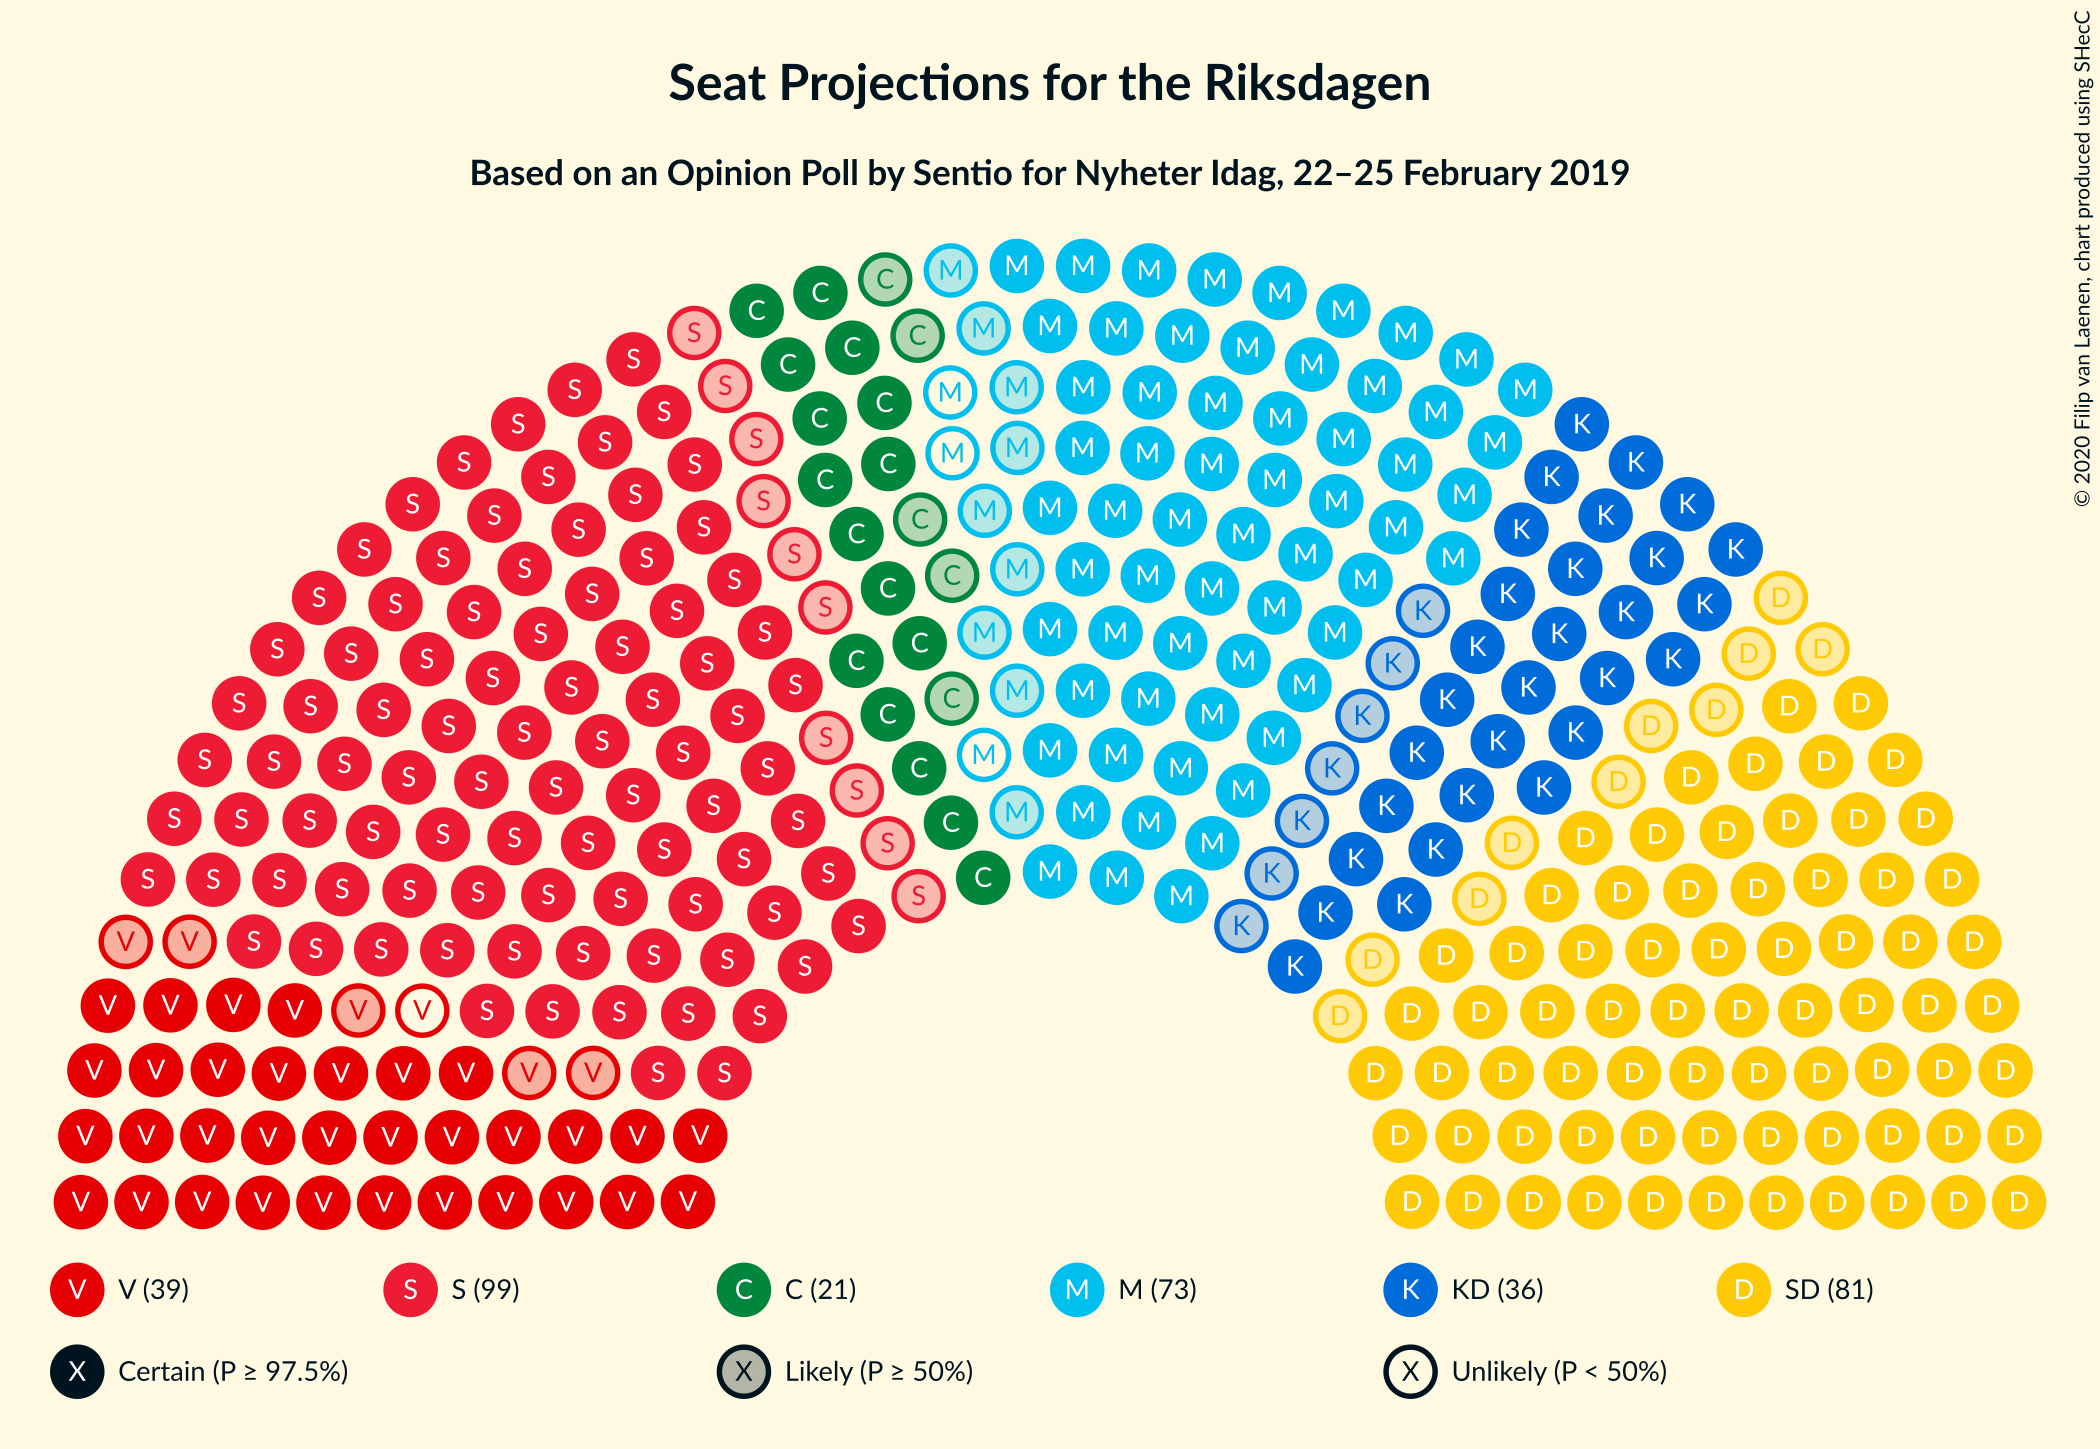 Seat Projections for the Riksdagen
Based on an Opinion Poll by Sentio for Nyheter Idag, 22–25 February 2019
© 2020 Filip van Laenen, chart produced using SHecC
V V (39) S S (99) C C (21) M M (73) K KD (36) D SD (81)
X Certain (P ≥ 97.5%) X Likely (P ≥ 50%) X Unlikely (P < 50%)